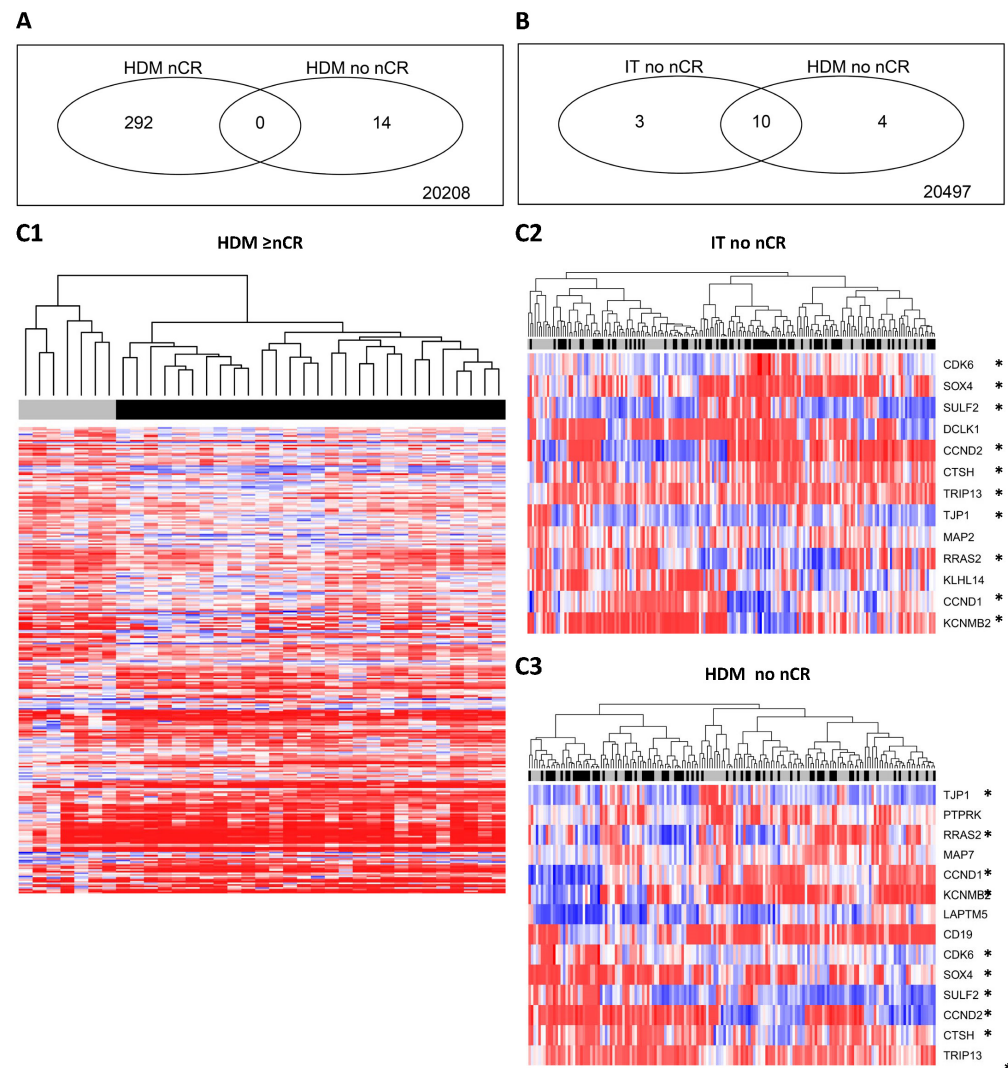 A
HDM nCR
HDM no nCR
292
0
14
20208
B
IT no nCR
HDM no nCR
3
10
4
20497
C1
HDM ≥nCR
C2
IT no nCR
CDK6 *
SOX4 *
SULF2 *
DCLK1
CCND2 *
CTSH *
TRIP13 *
TJP1 *
MAP2
RRAS2 *
KLHL14
CCND1 *
KCNMB2 *
C3
HDM no nCR
TJP1 *
PTPRK
RRAS2 *
MAP7
CCND1 *
KCNMB2 *
LAPTM5
CD19
CDK6 *
SOX4 *
SULF2 *
CCND2 *
CTSH *
TRIP13
*